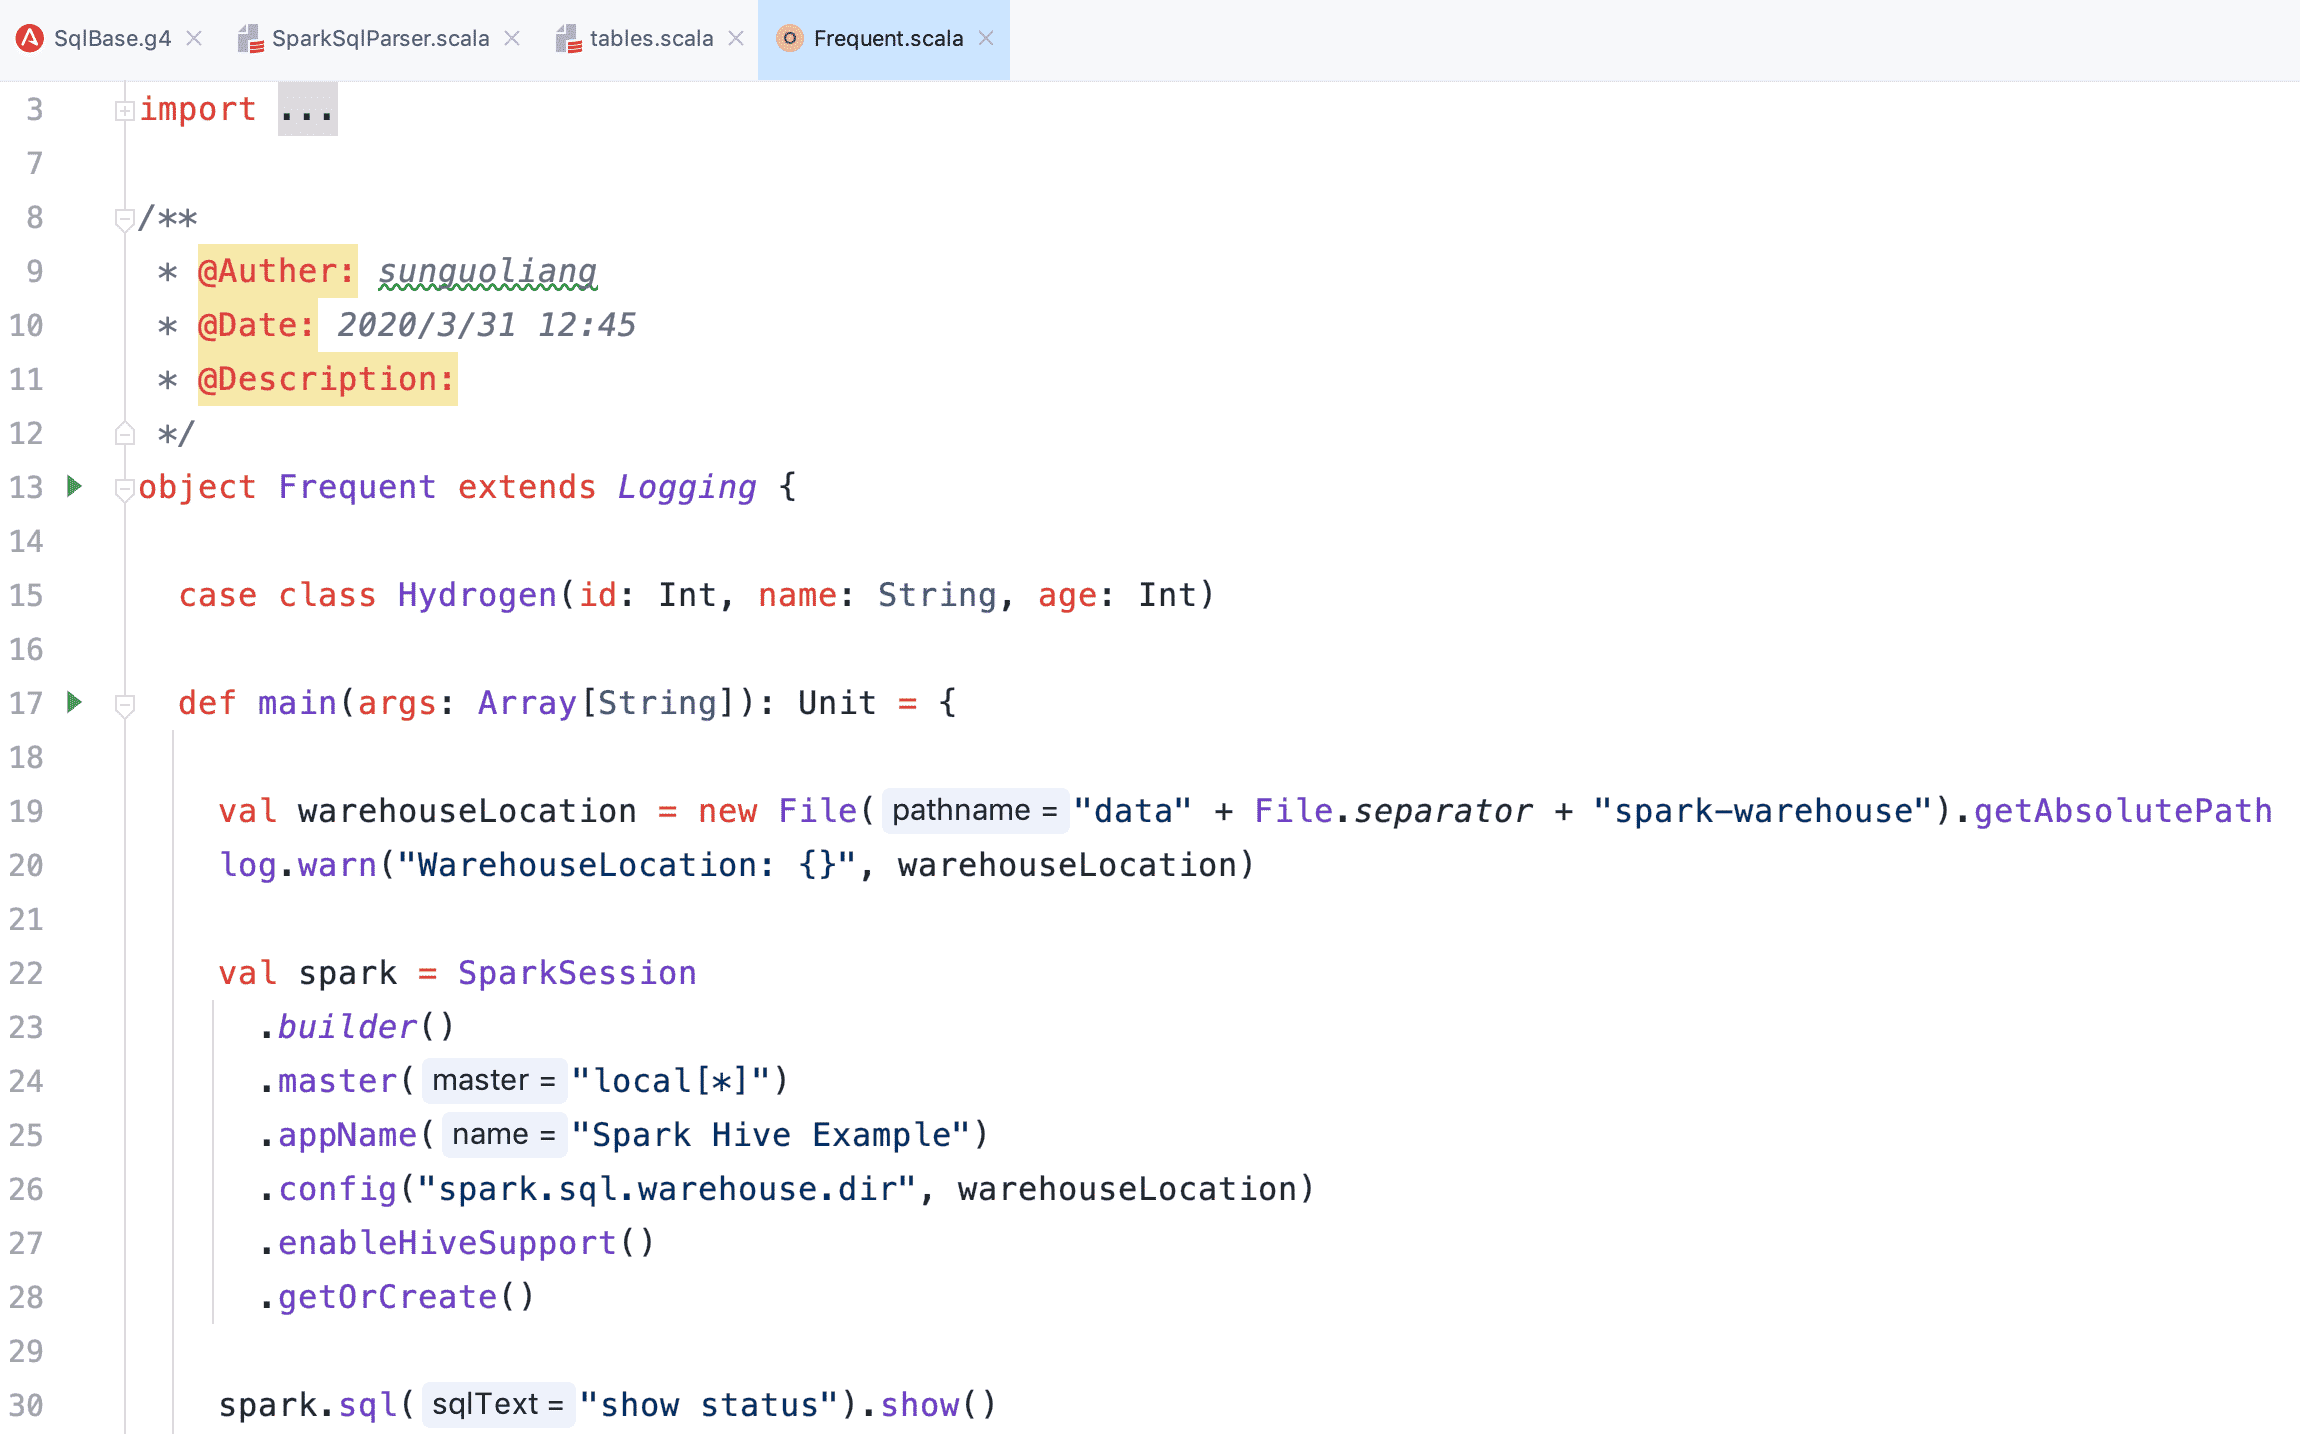 SqlBase.g4 SparkSqlParser.scala tables.scala Frequent.scala
3 import ...
7
8 /**
9 * @Auther: sunguoliang
10 * @Date: 2020/3/31 12:45
11 * @Description:
12 */
13 object Frequent extends Logging {
14
15 case class Hydrogen(id: Int, name: String, age: Int)
16
17 def main(args: Array[String]): Unit = {
18
19 val warehouseLocation = new File( pathname = "data" + File.separator + "spark-warehouse").getAbsolutePath
20 log.warn("WarehouseLocation: {}", warehouseLocation)
21
22 val spark = SparkSession
23 .builder()
24 .master( master = "local[*]")
25 .appName( name = "Spark Hive Example")
26 .config("spark.sql.warehouse.dir", warehouseLocation)
27 .enableHiveSupport()
28 .getOrCreate()
29
30 spark.sql( sqlText = "show status").show()